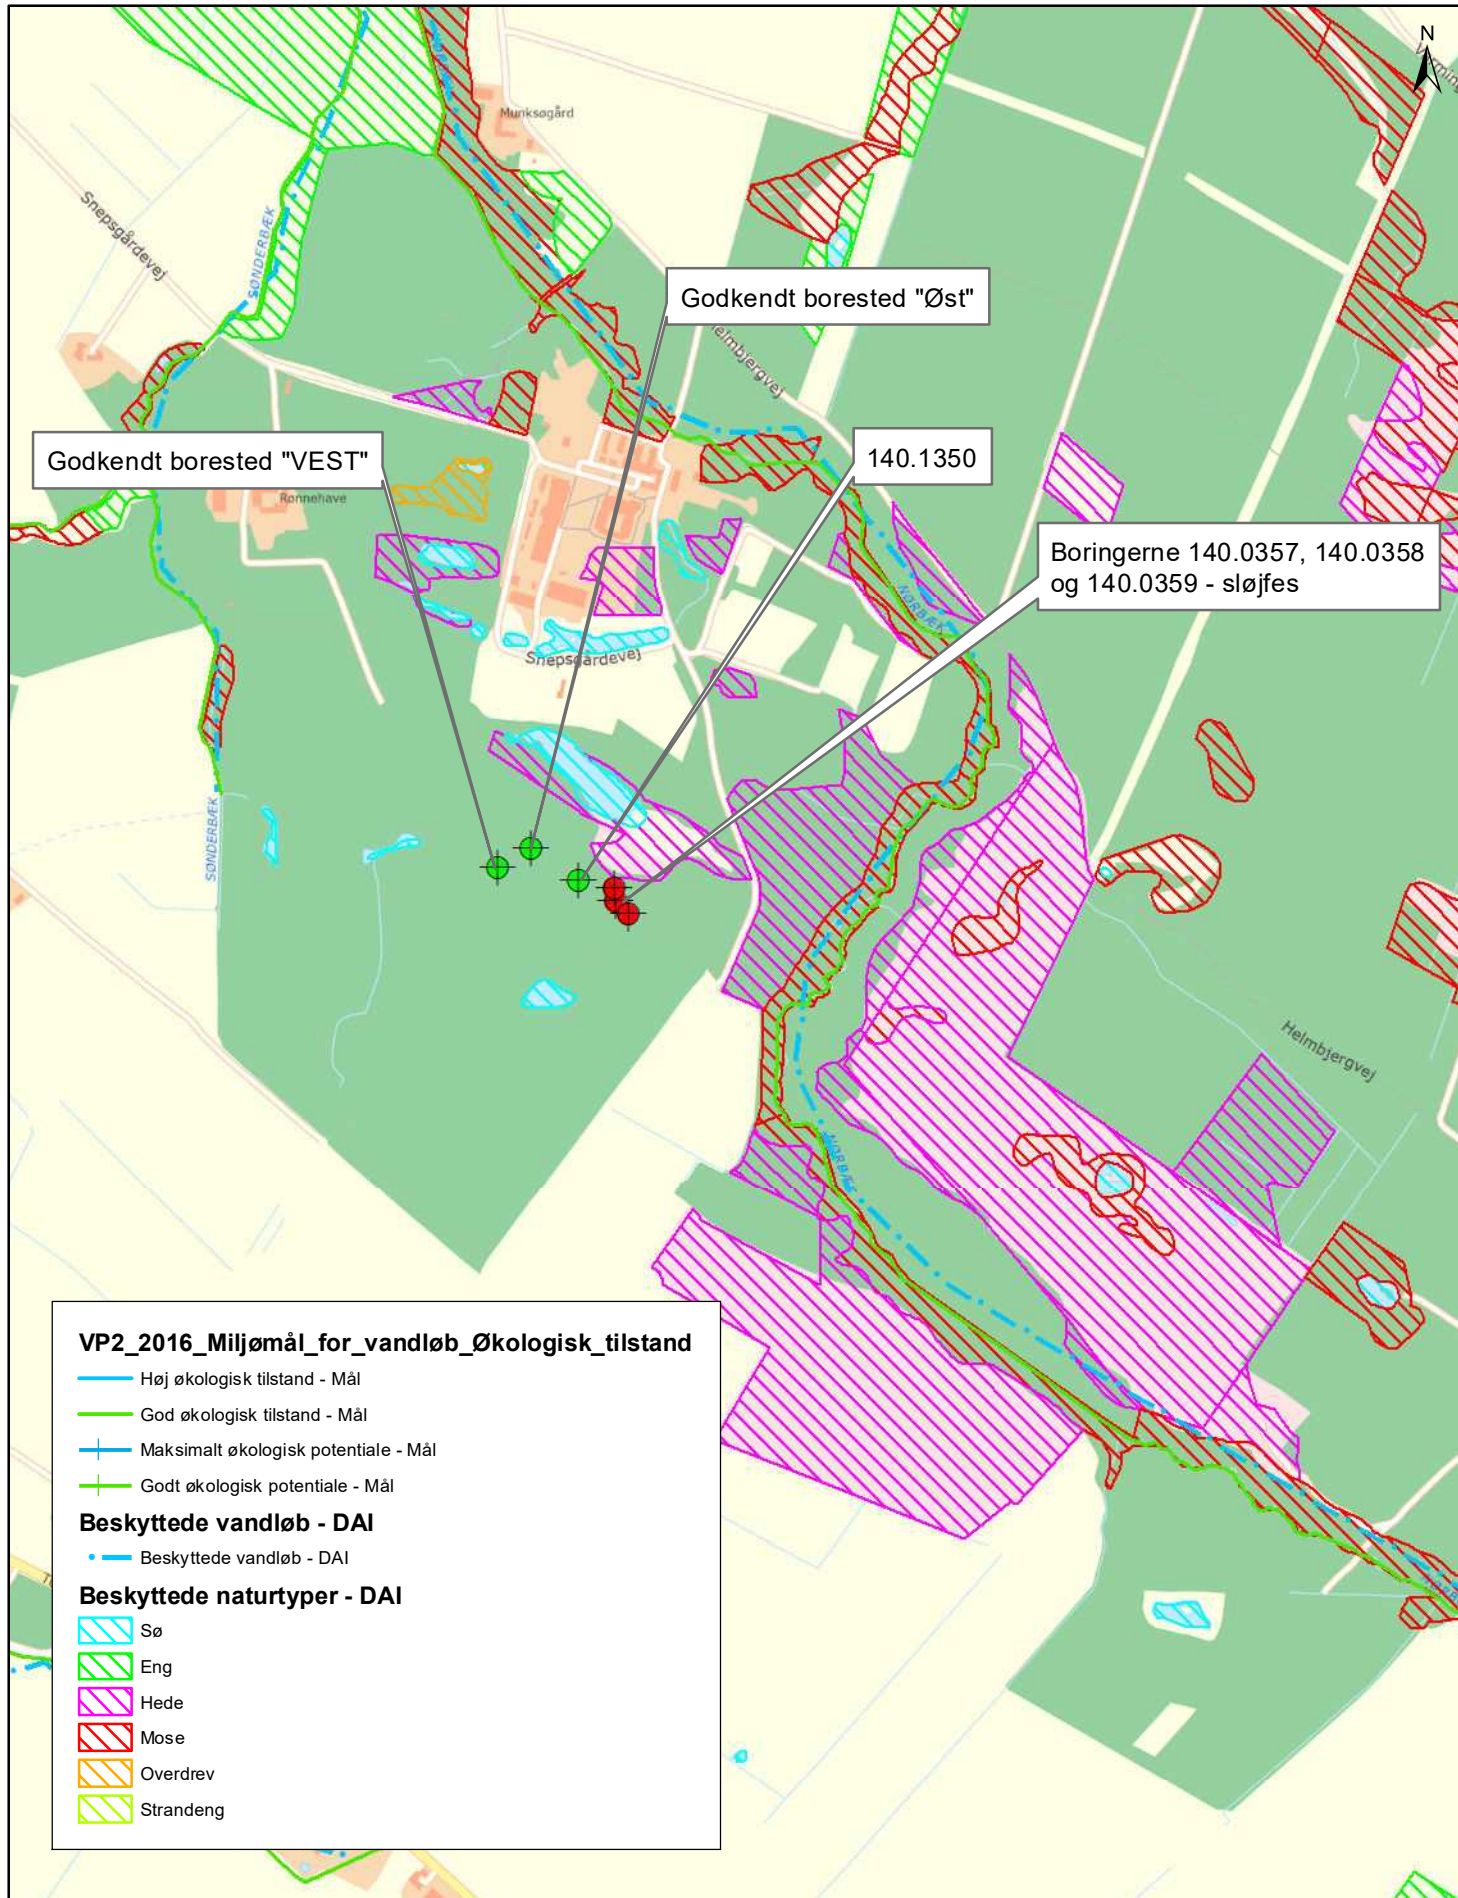 N
Munksøgård
Snepsgårdevej
SØNDERBÆK
Godkendt borested "Øst"
Helmbjergvej
Godkendt borested "VEST"
140.1350
Rønnehave
Boringerne 140.0357, 140.0358
og 140.0359 - sløjfes
NØRBÆK
Snepsgårdevej
SØNDERBÆK
Helmbjergvej
NØRBÆK
VP2_2016_Miljømål_for_vandløb_Økologisk_tilstand
Høj økologisk tilstand - Mål
God økologisk tilstand - Mål
Maksimalt økologisk potentiale - Mål
Godt økologisk potentiale - Mål
Beskyttede vandløb - DAI
Beskyttede vandløb - DAI
Beskyttede naturtyper - DAI
Sø
Eng
Hede
Mose
Overdrev
Strandeng